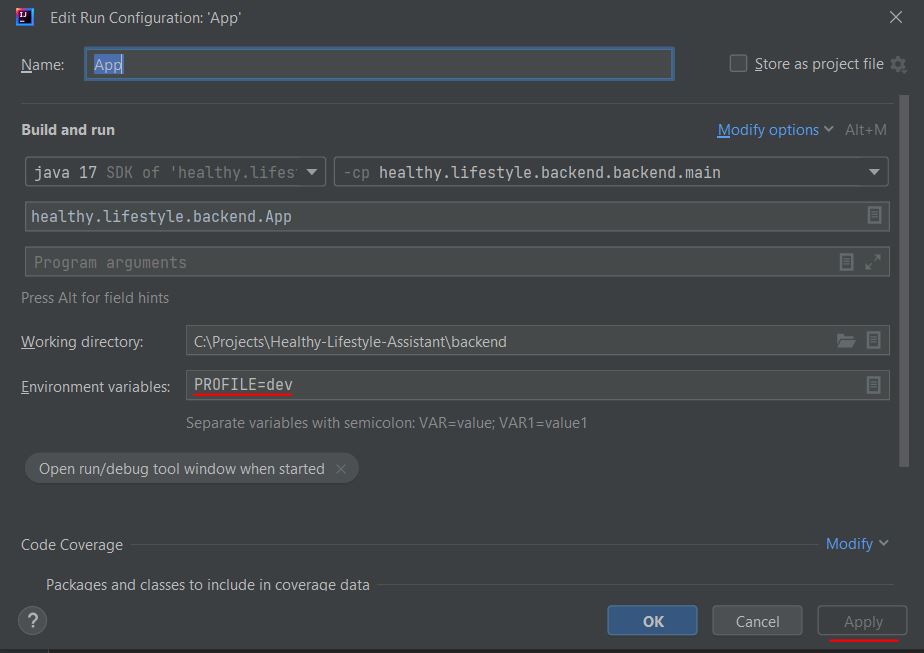 Edit Run Configuration: 'App'
Name: App Store as project file
Build and run Modify options Alt+M
java 17 SDK of 'healthy.lifes -cp healthy.lifestyle.backend.backend.main
healthy.lifestyle.backend.App
Program arguments
Press Alt for field hints
Working directory: C:\Projects\Healthy-Lifestyle-Assistant\backend
Environment variables: PROFILE=dev
Separate variables with semicolon: VAR=value; VAR1=value1
Open run/debug tool window when started ×
Code Coverage Modify
Packages and classes to include in coverage data
? OK Cancel Apply